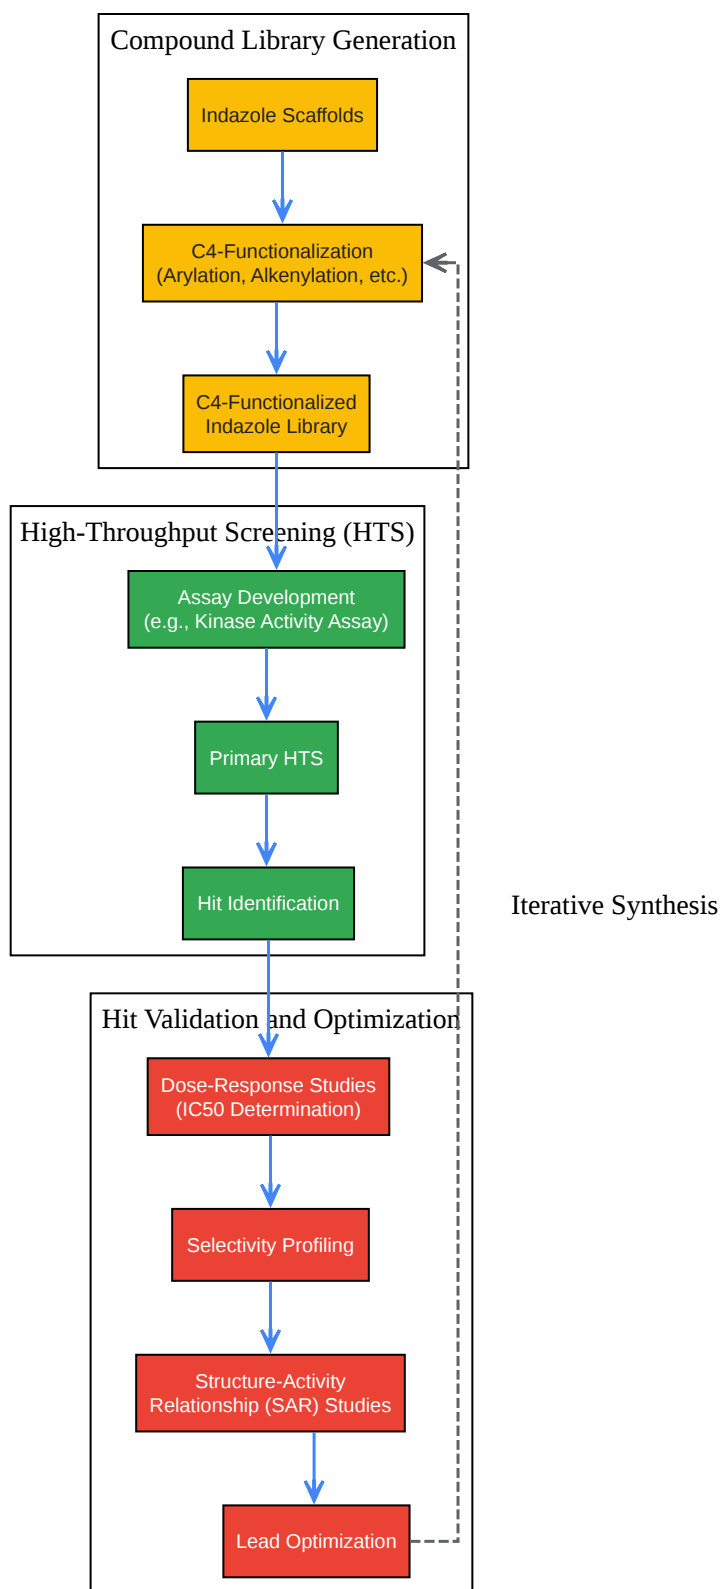 Compound Library Generation
Indazole Scaffolds
C4-Functionalization
(Arylation, Alkenylation, etc.)
C4-Functionalized
Indazole Library
High-Throughput Screening (HTS)
Assay Development
(e.g., Kinase Activity Assay)
Primary HTS
Hit Identification
Iterative Synthesis
Hit Validation and Optimization
Dose-Response Studies
(IC50 Determination)
Selectivity Profiling
Structure-Activity
Relationship (SAR) Studies
Lead Optimization